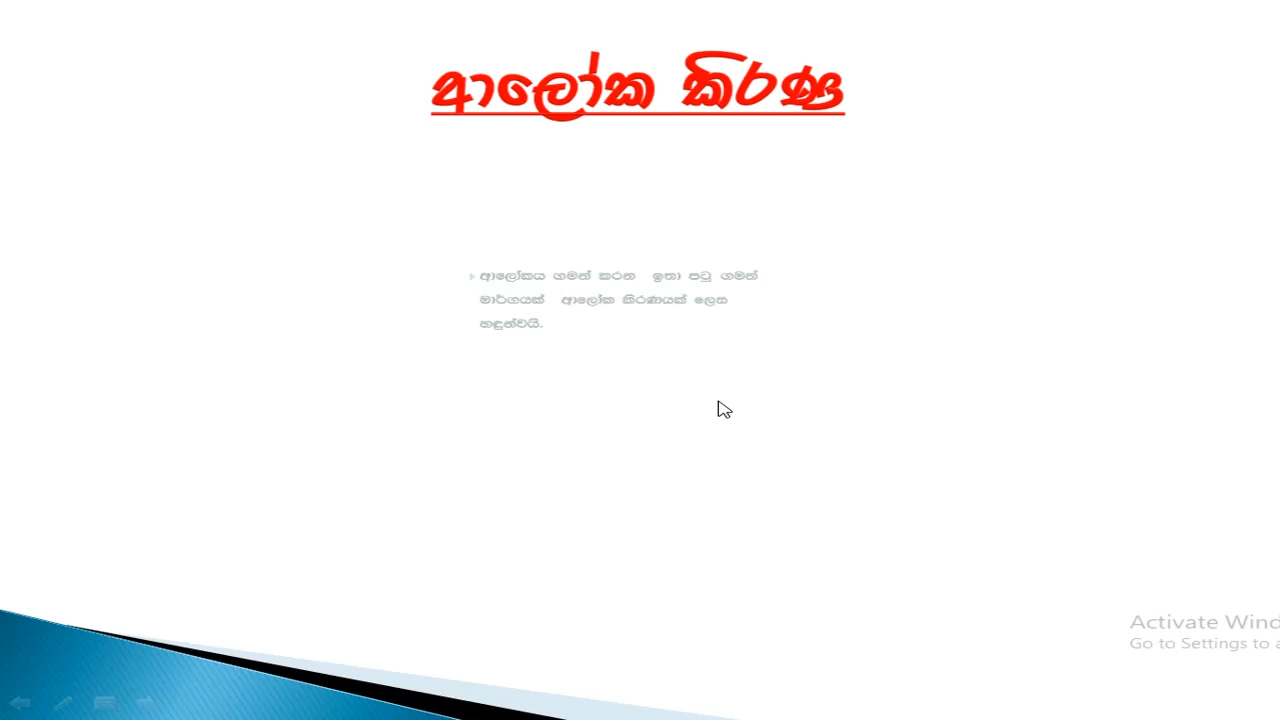 ආලෝක කිරණ
ආලෝකය ගමන් කරන ඉතා පටු ගමන්
මාර්ගයක් ආලෝක කිරණයක් ලෙස
හඳුන්වයි.
Activate Wind
Go to Settings to a